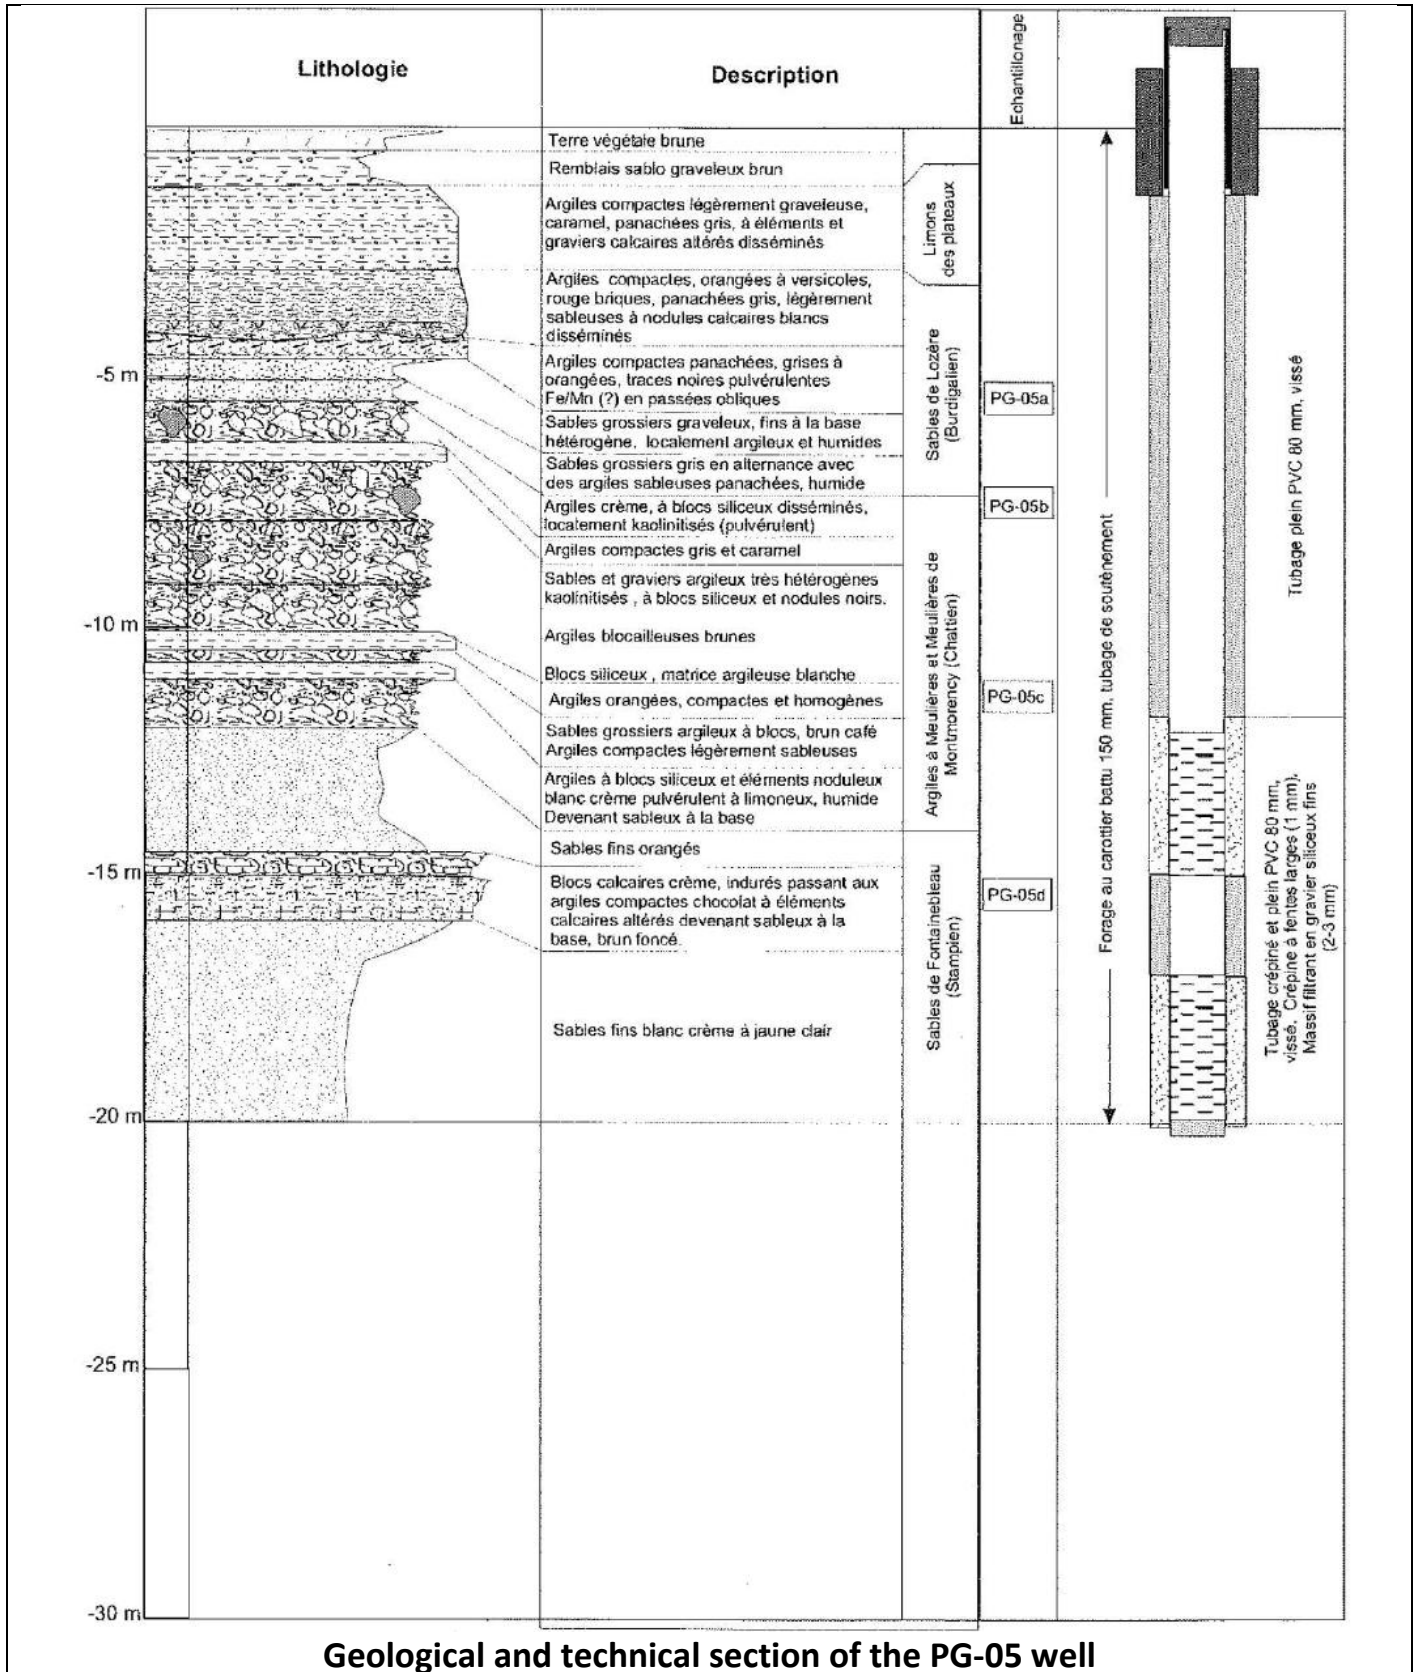 Lithologie
Description
Echantillonage
Terre végétale brune
Remblais sablo graveleux brun
Argiles compactes légèrement graveleuse,
caramel, panachées gris, à éléments et
graviers calcaires altérés disséminés
Argiles compactes, orangées à versicoles,
rouge briques, panachées gris, légèrement
sableuses à nodules calcaires blancs
disséminés
Argiles compactes panachées, grises à
orangées, traces noires pulvérulentes
Fe/Mn (?) en passées obliques
Sables grossiers graveleux, fins à la base
hétérogène, localement argileux et humides
Sables grossiers gris en alternance avec
des argiles sableuses panachées, humide
Argiles crème, à blocs siliceux disséminés,
localement kaolinitisés (pulvérulent)
Argiles compactes gris et caramel
Sables et graviers argileux très hétérogènes
kaolinitisés , à blocs siliceux et nodules noirs.
Argiles blocailleuses brunes
Blocs siliceux , matrice argileuse blanche
Argiles orangées, compactes et homogènes
Sables grossiers argileux à blocs, brun café
Argiles compactes légèrement sableuses
Argiles à blocs siliceux et éléments noduleux
blanc crème pulvérulent à limoneux, humide
Devenant sableux à la base
Sables fins orangés
Blocs calcaires crème, indurés passant aux
argiles compactes chocolat à éléments
calcaires altérés devenant sableux à la
base, brun foncé.
Sables fins blanc crème à jaune clair
Limons
des plateaux
Sables de Lozère
(Burdigalien)
Argiles à Meulières et Meulières de
Montmorency (Chattien)
Sables de Fontainebleau
(Stampien)
PG-05a
PG-05b
PG-05c
PG-05d
Forage au carottier battu 150 mm, tubage de soutènement
Tubage plein PVC 80 mm, vissé
Tubage crépiné et plein PVC 80 mm,
vissé. Crépine à fentes larges (1 mm).
Massif filtrant en gravier siliceux fins
(2-3 mm)
-5 m
-10 m
-15 m
-20 m
-25 m
-30 m
Geological and technical section of the PG-05 well